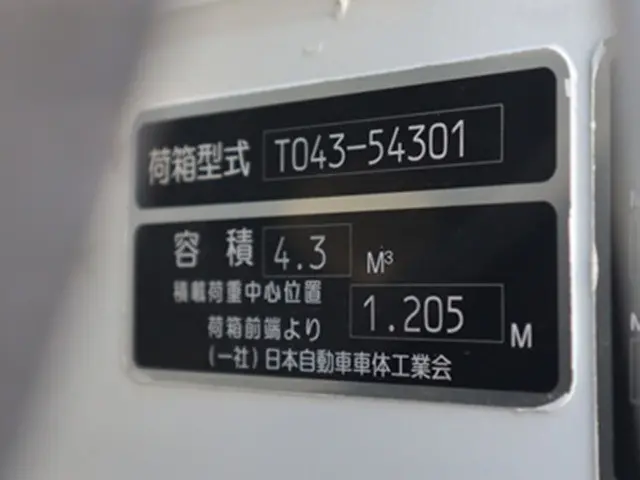 荷箱型式 T043-54301
容積 4.3 M³
積載荷重中心位置
荷箱前端より 1.205 M
(一社)日本自動車車体工業会